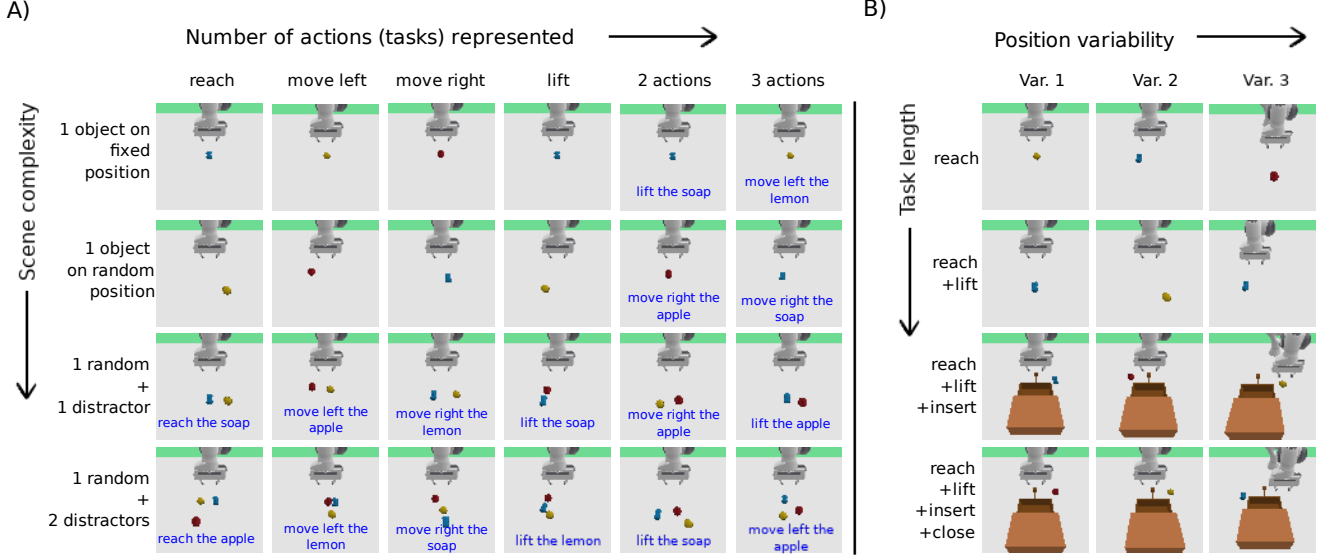 A)
Number of actions (tasks) represented
reach
move left
move right
lift
2 actions
3 actions
Scene complexity
1 object on
fixed
position
lift the soap
move left the
lemon
1 object
on random
position
move right the
apple
move right the
soap
1 random
+
1 distractor
reach the soap
move left the
apple
move right the
lemon
lift the soap
move right the
apple
lift the apple
1 random
+
2 distractors
reach the apple
move left the
lemon
move right the
soap
lift the lemon
lift the soap
move left the
apple
B)
Position variability
Var. 1
Var. 2
Var. 3
Task length
reach
reach
+lift
reach
+lift
+insert
reach
+lift
+insert
+close